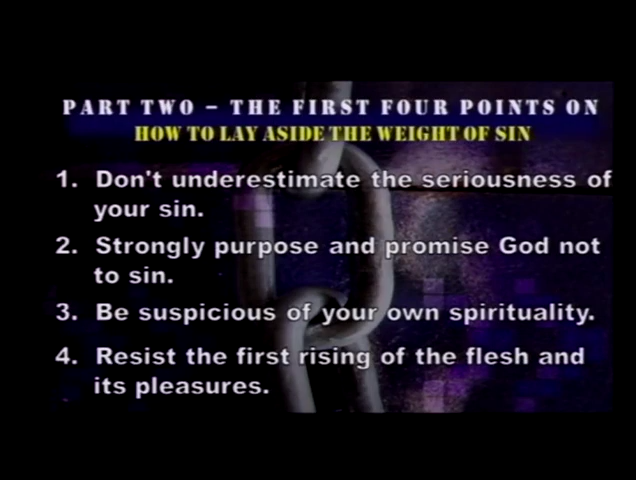 PART TWO – THE FIRST FOUR POINTS ON
HOW TO LAY ASIDE THE WEIGHT OF SIN
1. Don't underestimate the seriousness of
your sin.
2. Strongly purpose and promise God not
to sin.
3. Be suspicious of your own spirituality.
4. Resist the first rising of the flesh and
its pleasures.